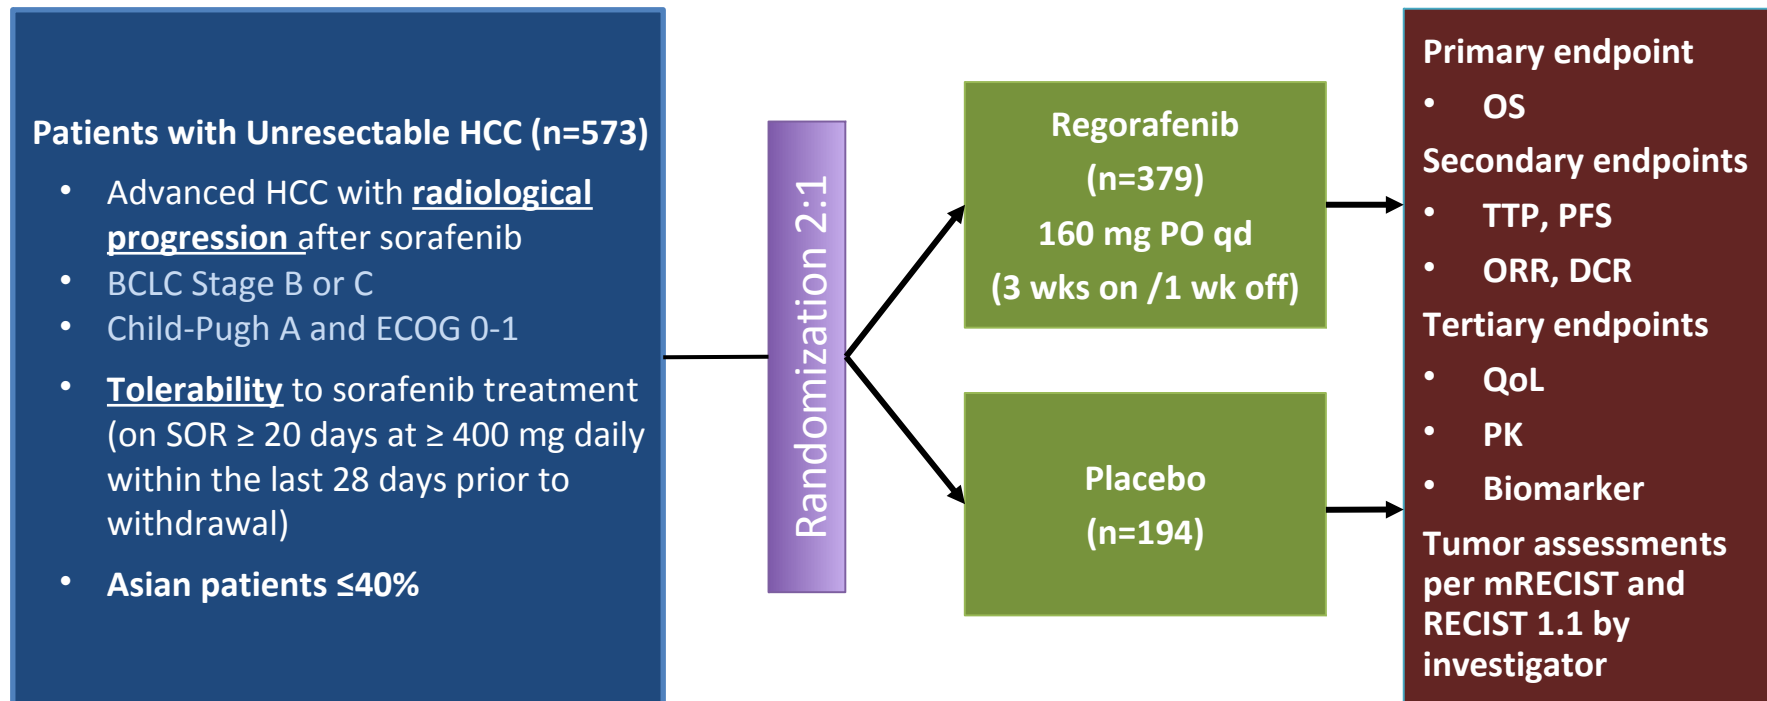 Patients with Unresectable HCC (n=573)
• Advanced HCC with radiological
progression after sorafenib
• BCLC Stage B or C
• Child-Pugh A and ECOG 0-1
• Tolerability to sorafenib treatment
(on SOR ≥ 20 days at ≥ 400 mg daily
within the last 28 days prior to
withdrawal)
• Asian patients ≤40%
Randomization 2:1
Regorafenib
(n=379)
160 mg PO qd
(3 wks on /1 wk off)
Placebo
(n=194)
Primary endpoint
• OS
Secondary endpoints
• TTP, PFS
• ORR, DCR
Tertiary endpoints
• QoL
• PK
• Biomarker
Tumor assessments
per mRECIST and
RECIST 1.1 by
investigator